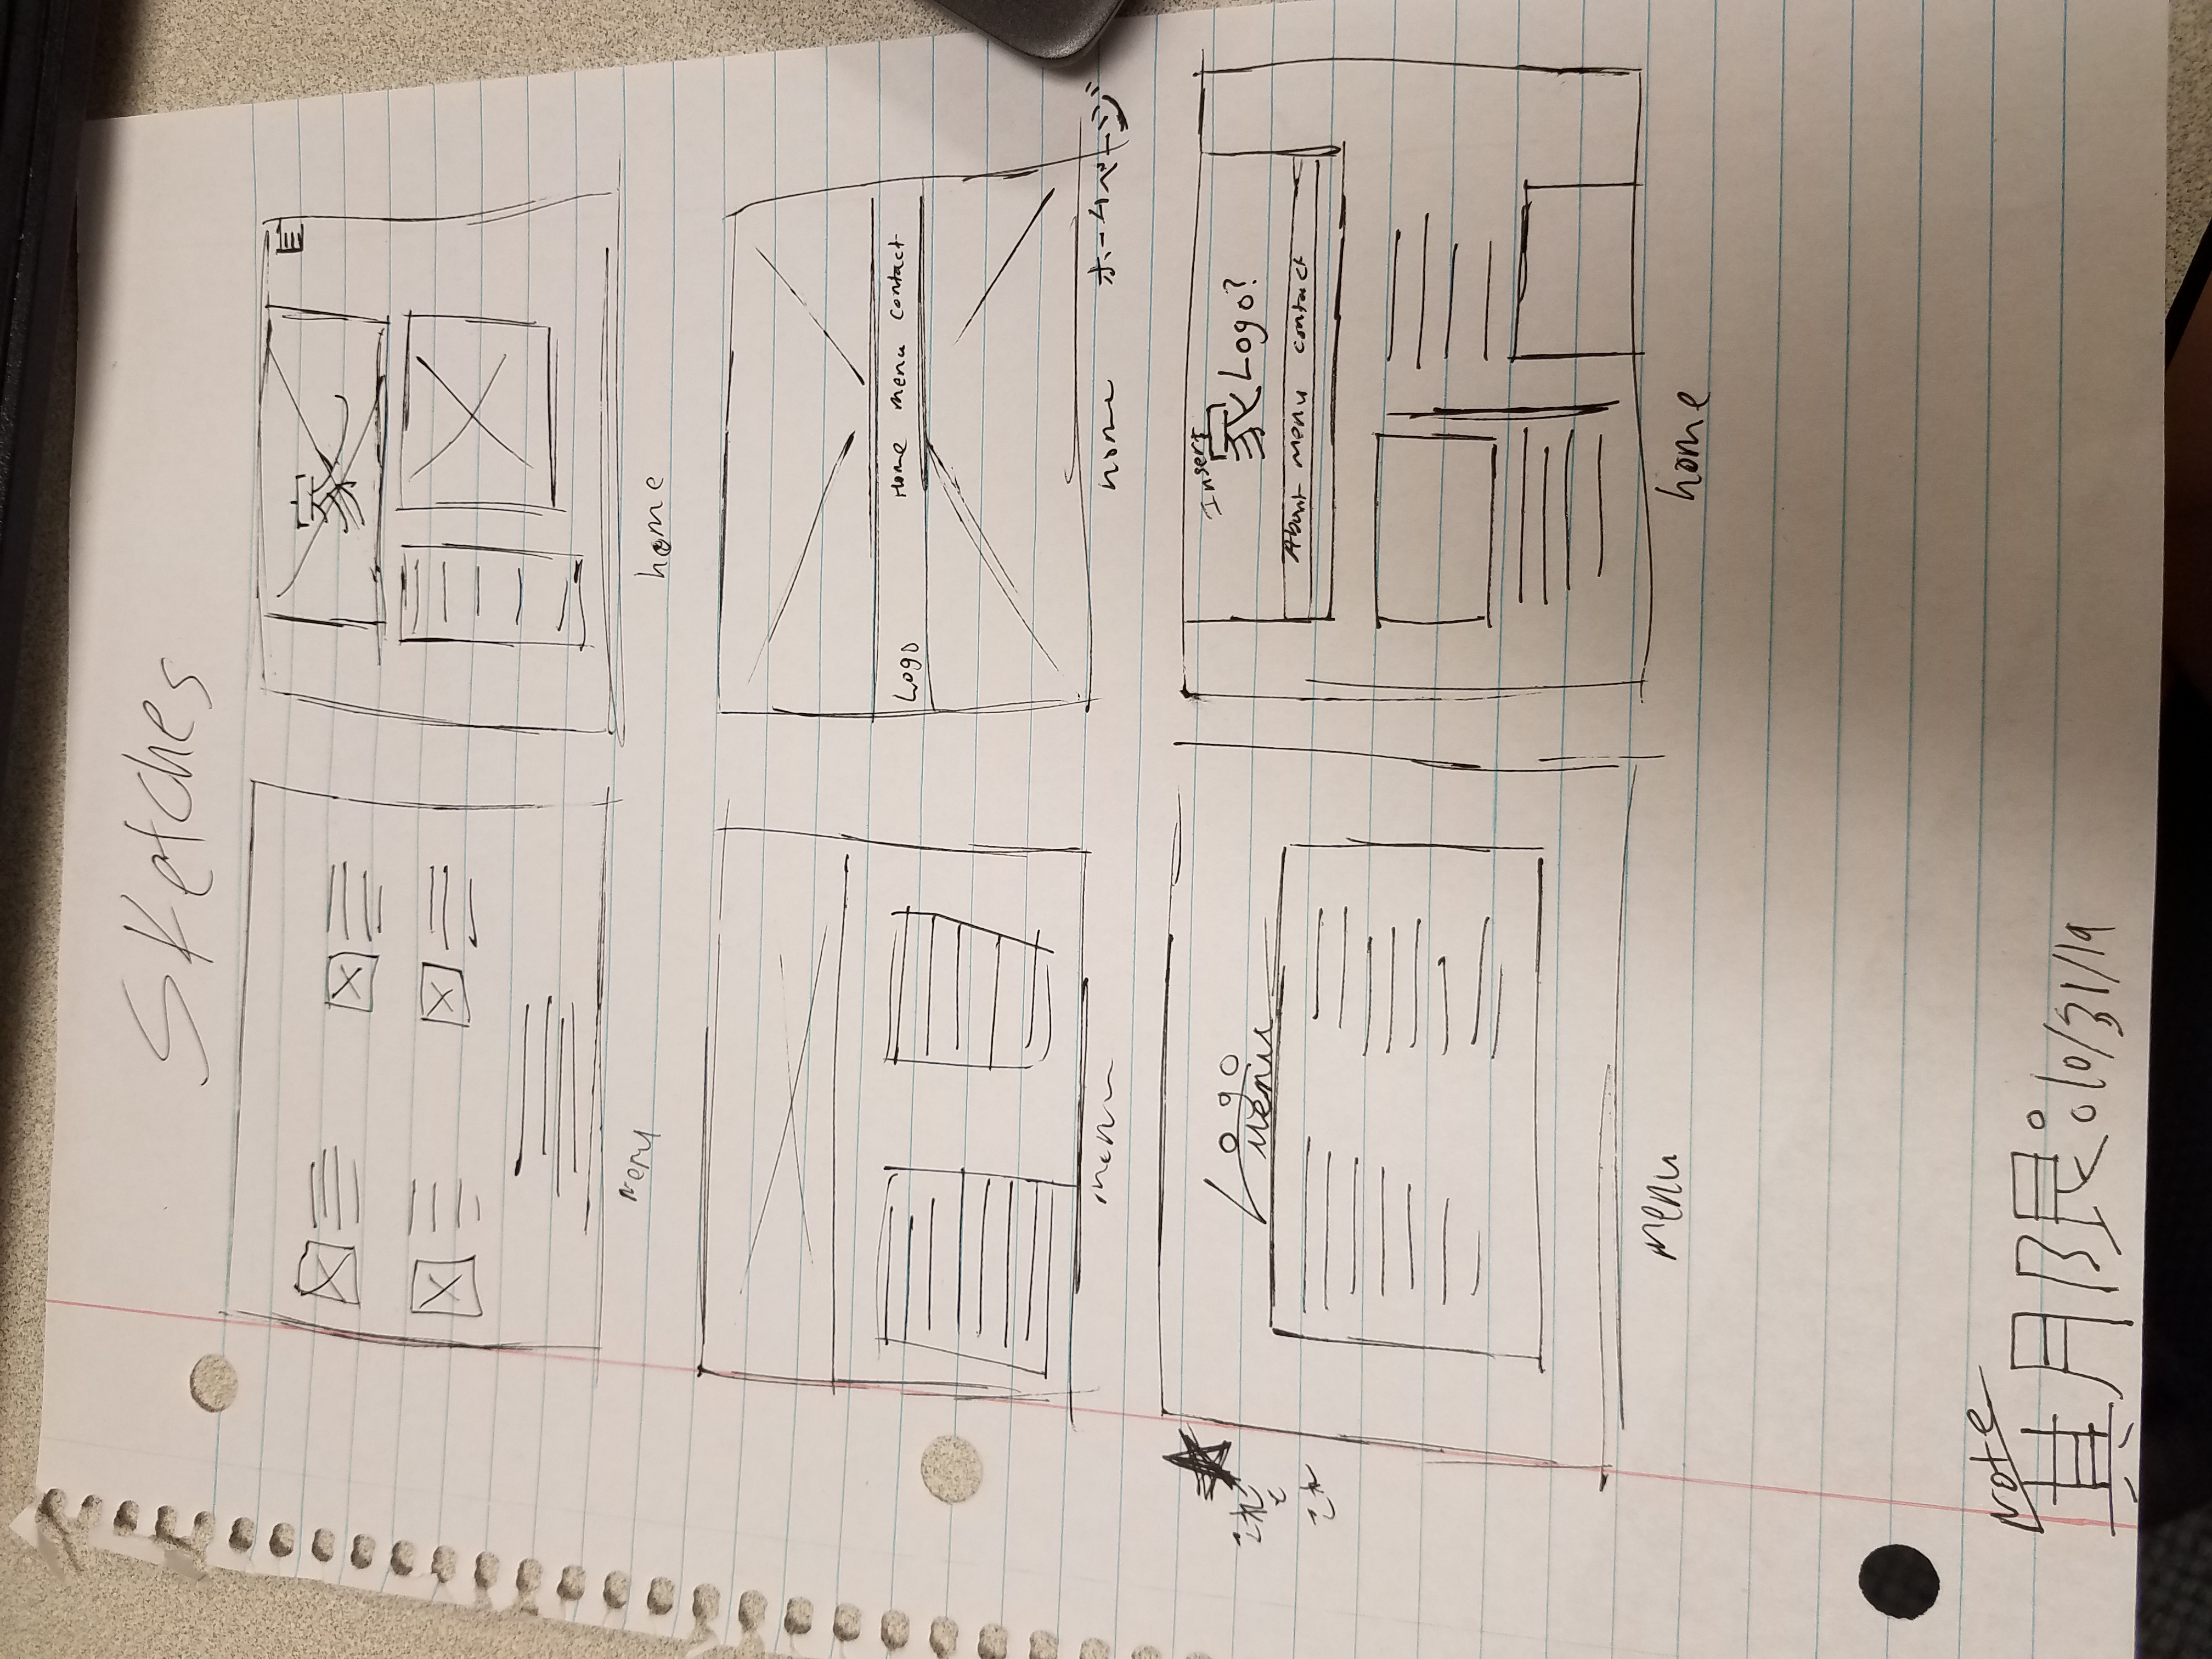 Sketches
家
menu
home
Logo Home menu contact
menu
home ホームページ
これ
と
これ
Logo
menu
Insert
家 Logo?
About menu contact
menu
home
Note
期限:10/31/19